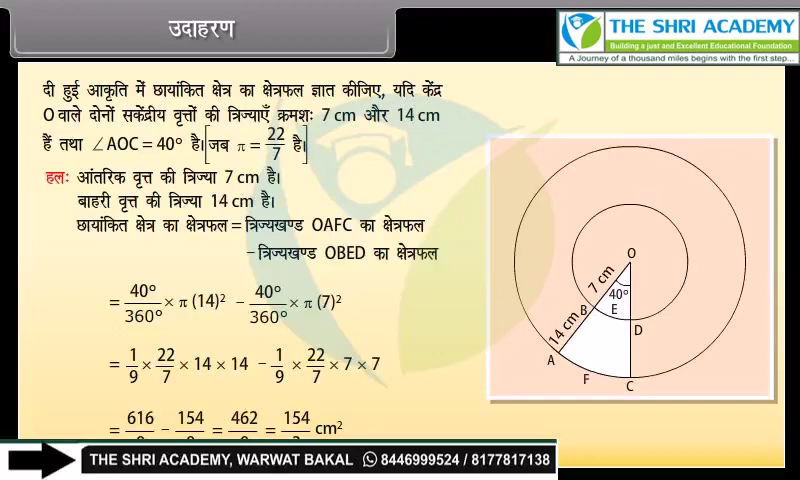 उदाहरण
THE SHRI ACADEMY
Building a just and Excellent Educational Foundation
A Journey of a thousand miles begins with the first step...
दी हुई आकृति में छायांकित क्षेत्र का क्षेत्रफल ज्ञात कीजिए, यदि केंद्र
O वाले दोनों सकेंद्रीय वृत्तों की त्रिज्याएँ क्रमशः 7 cm और 14 cm
हैं तथा ∠AOC = 40° है। [जब π = 22/7 है।]
हलः आंतरिक वृत्त की त्रिज्या 7 cm है।
बाहरी वृत्त की त्रिज्या 14 cm है।
छायांकित क्षेत्र का क्षेत्रफल = त्रिज्यखण्ड OAFC का क्षेत्रफल
– त्रिज्यखण्ड OBED का क्षेत्रफल
= 40°/360° × π (14)² – 40°/360° × π (7)²
= 1/9 × 22/7 × 14 × 14 – 1/9 × 22/7 × 7 × 7
= 616 – 154 = 462 = 154 cm²
O
7 cm
40°
B
E
14 cm
D
A
F
C
THE SHRI ACADEMY, WARWAT BAKAL 8446999524 / 8177817138